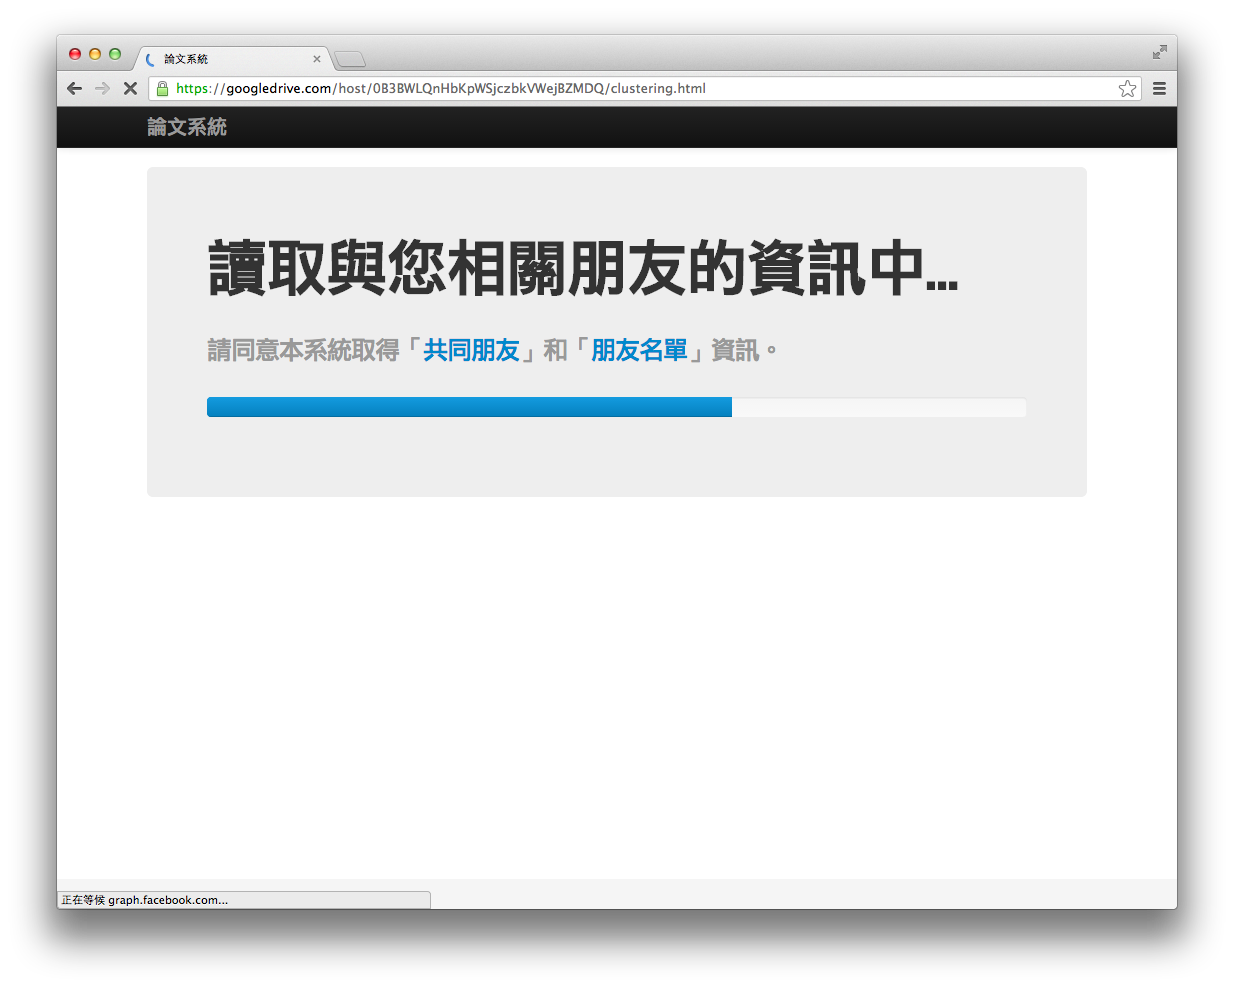 論文系統
https://googledrive.com/host/0B3BWLQnHbKpWSjczbkVWejBZMDQ/clustering.html
論文系統
讀取與您相關朋友的資訊中...
請同意本系統取得「共同朋友」和「朋友名單」資訊。
正在等候 graph.facebook.com...